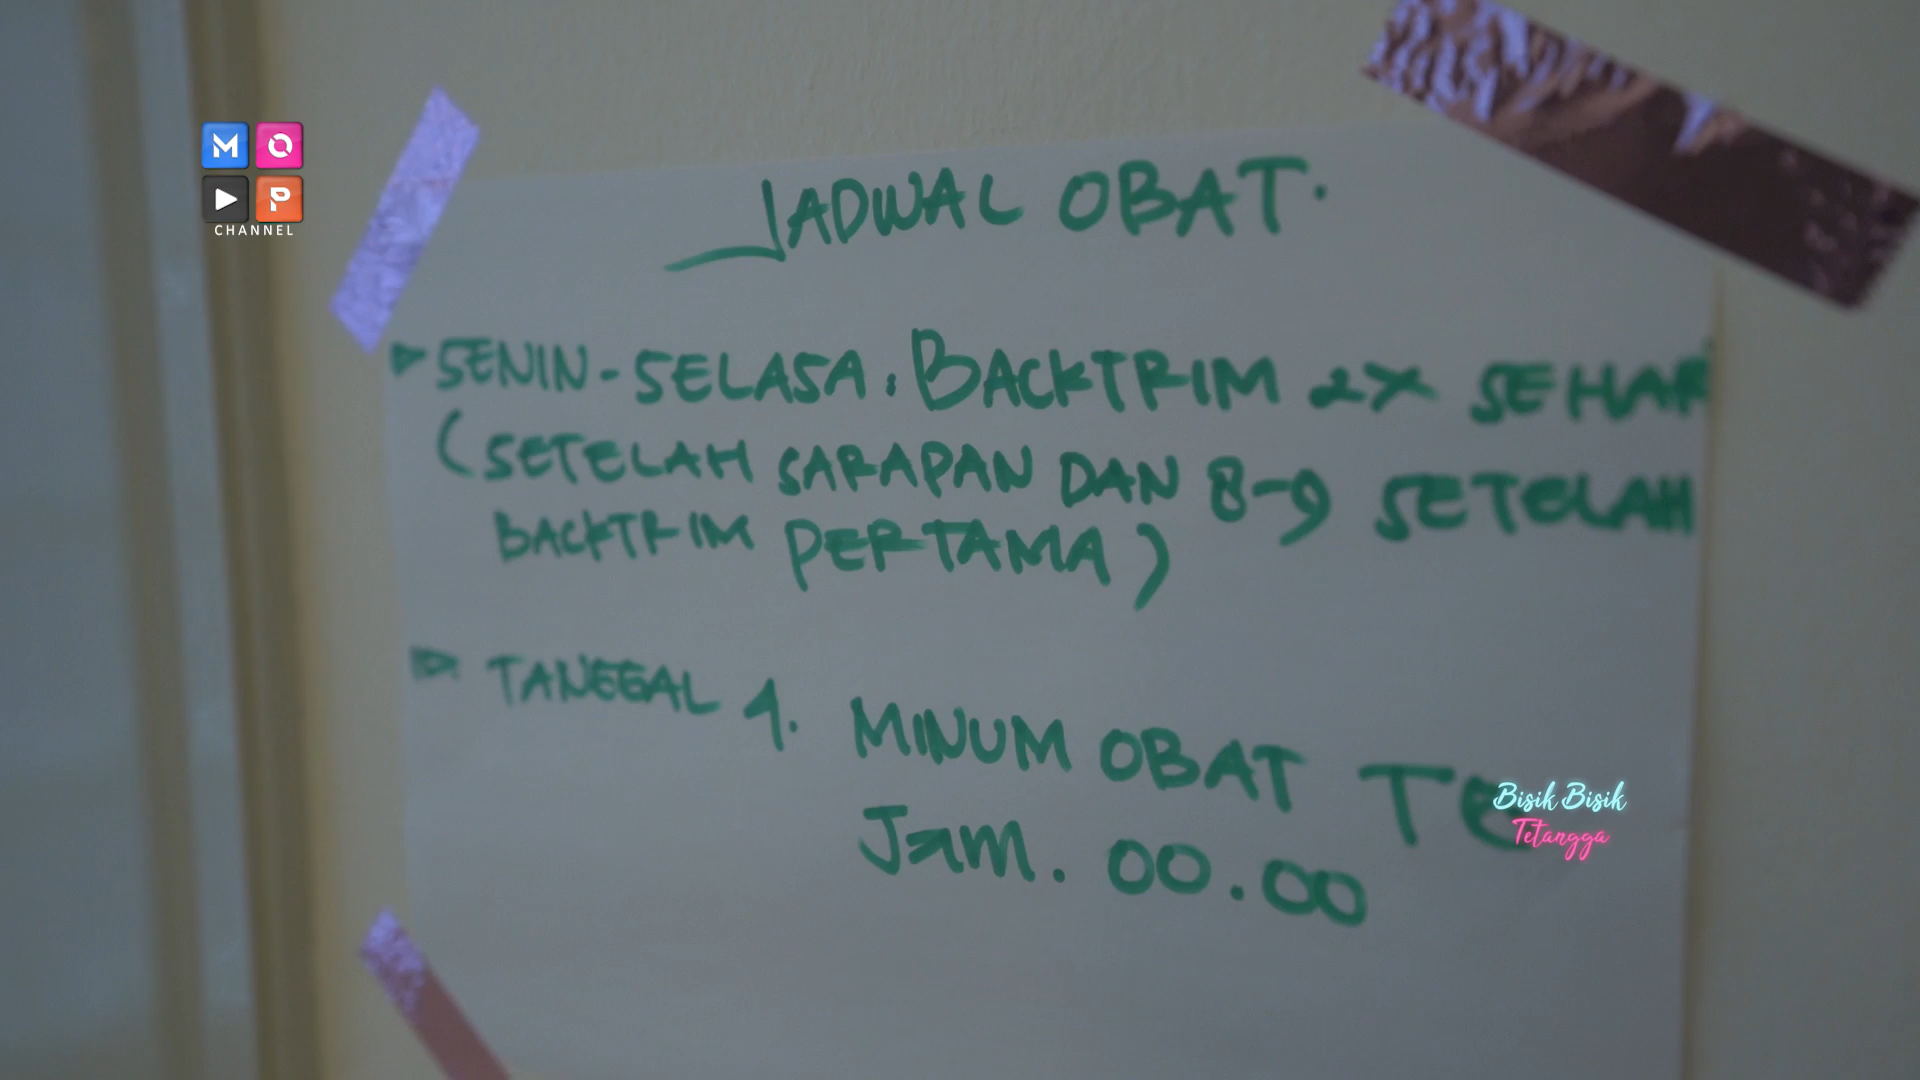 M Q
P
CHANNEL
JADWAL OBAT.
SENIN-SELASA: BACKTRIM 2X SEHAR
(SETELAH SARAPAN DAN 8-9 SETELAH
BACKTRIM PERTAMA)
TANGGAL 1. MINUM OBAT
Jam. 00.00
Bisik Bisik
Tetangga